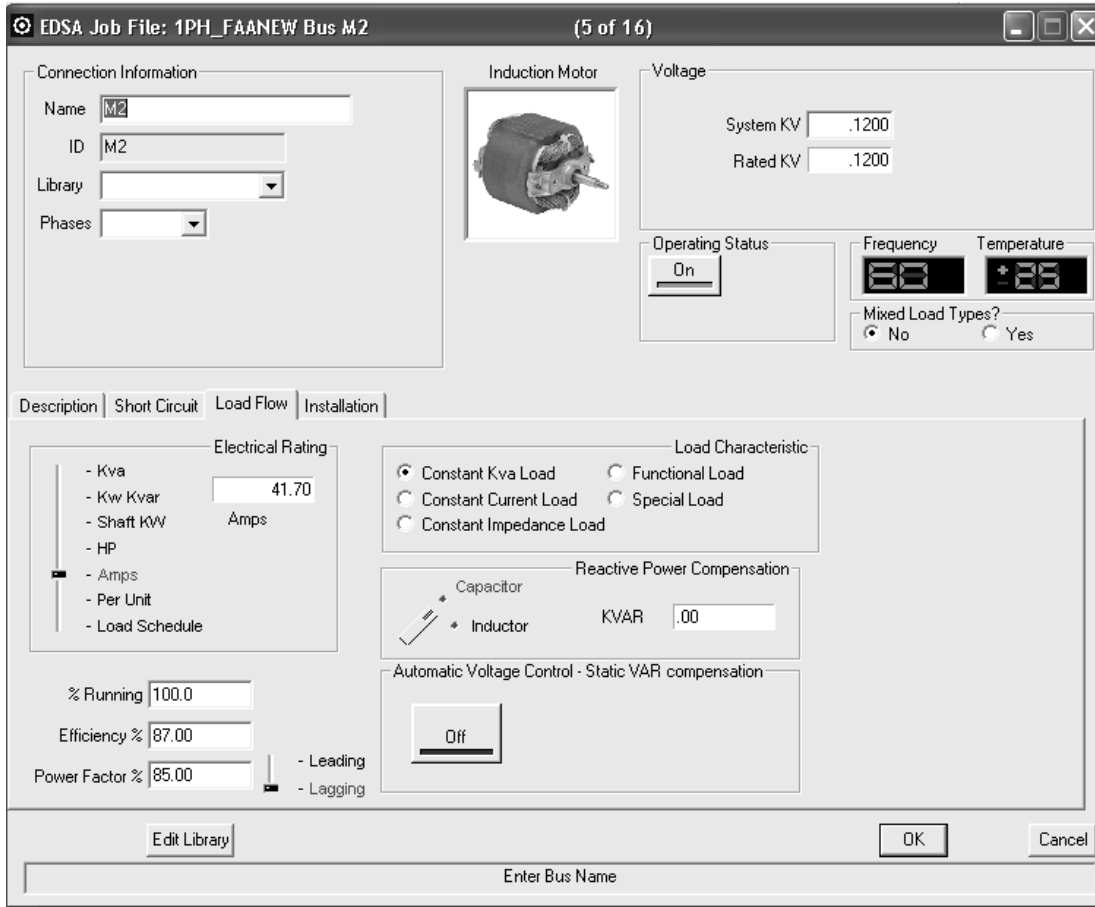 EDSA Job File: 1PH_FAANEW Bus M2 (5 of 16)
Connection Information
Name M2
ID M2
Library
Phases
Induction Motor
Voltage
System KV .1200
Rated KV .1200
Operating Status
On
Frequency
60
Temperature
+25
Mixed Load Types?
No Yes
Description Short Circuit Load Flow Installation
Electrical Rating
- Kva
- Kw Kvar
- Shaft KW
- HP
- Amps
- Per Unit
- Load Schedule
41.70
Amps
% Running 100.0
Efficiency % 87.00
Power Factor % 85.00
- Leading
- Lagging
Load Characteristic
Constant Kva Load Functional Load
Constant Current Load Special Load
Constant Impedance Load
Reactive Power Compensation
Capacitor
Inductor
KVAR .00
Automatic Voltage Control - Static VAR compensation
Off
Edit Library OK Cancel
Enter Bus Name